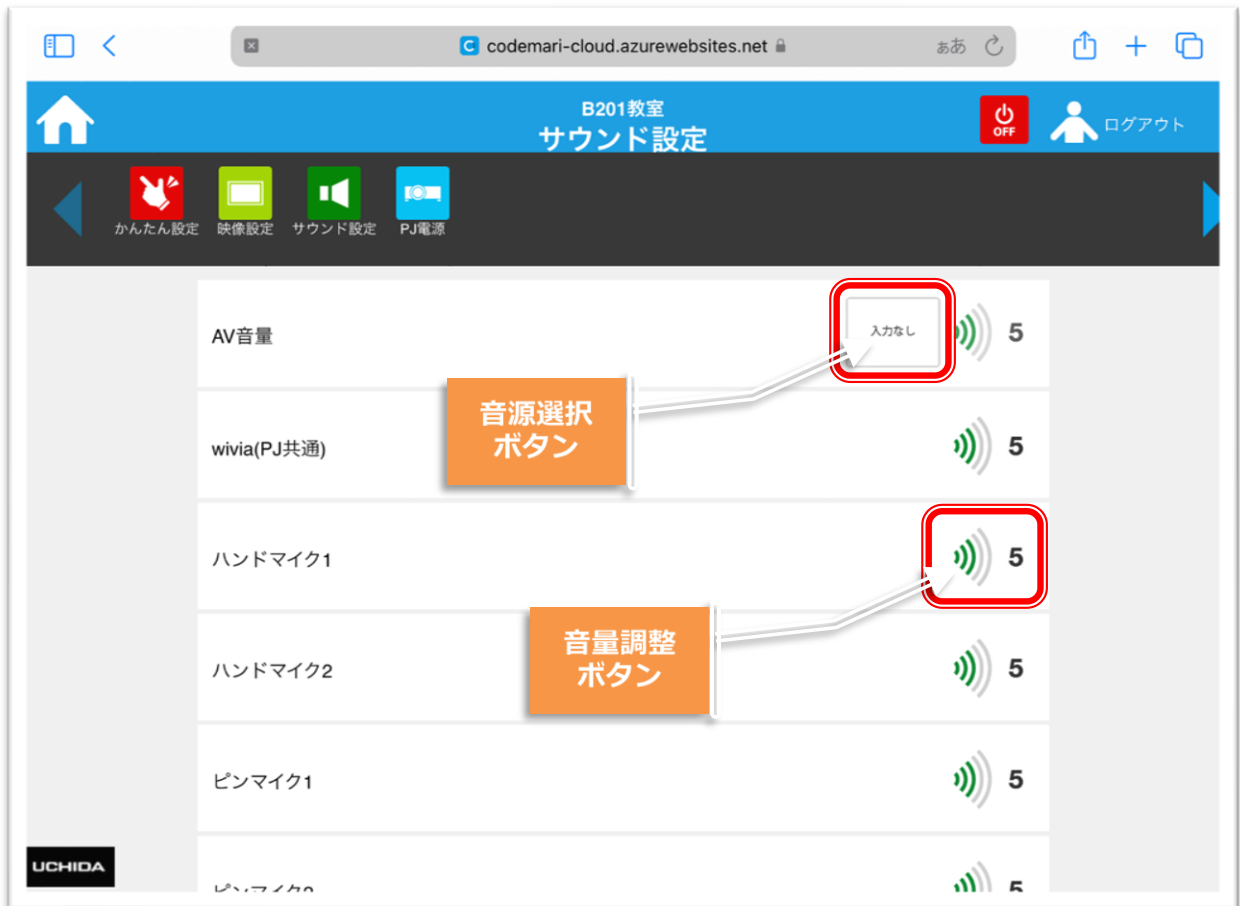 codemari-cloud.azurewebsites.net
ぁあ
B201教室
サウンド設定
OFF
ログアウト
かんたん設定
映像設定
サウンド設定
PJ電源
AV音量
入力なし
5
音源選択
ボタン
wivia(PJ共通)
5
ハンドマイク1
5
音量調整
ボタン
ハンドマイク2
5
ピンマイク1
5
UCHIDA